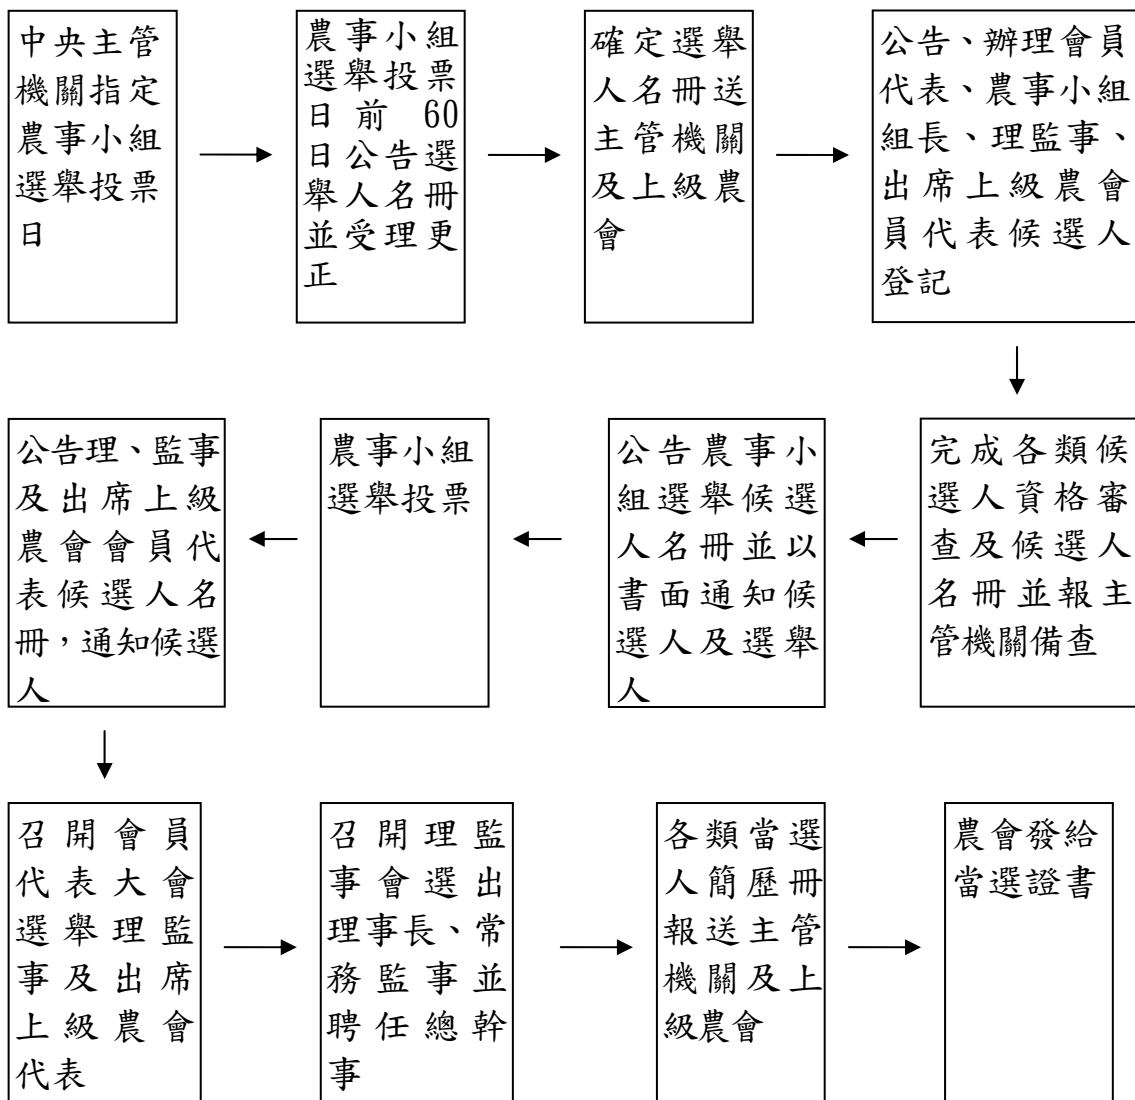 中央主管
機關指定
農事小組
選舉投票
日
農事小組
選舉投票
日前 60
日公告選
舉人名冊
並受理更
正
確定選舉
人名冊送
主管機關
及上級農
會
公告、辦理會員
代表、農事小組
組長、理監事、
出席上級農會
員代表候選人
登記
完成各類候
選人資格審
查及候選人
名冊並報主
管機關備查
公告農事小
組選舉候選
人名冊並以
書面通知候
選人及選舉
人
農事小組
選舉投票
公告理、監事
及出席上級
農會會員代
表候選人名
冊，通知候選
人
召開會員
代表大會
選舉理監
事及出席
上級農會
代表
召開理監
事會選出
理事長、常
務監事並
聘任總幹
事
各類當選
人簡歷冊
報送主管
機關及上
級農會
農會發給
當選證書